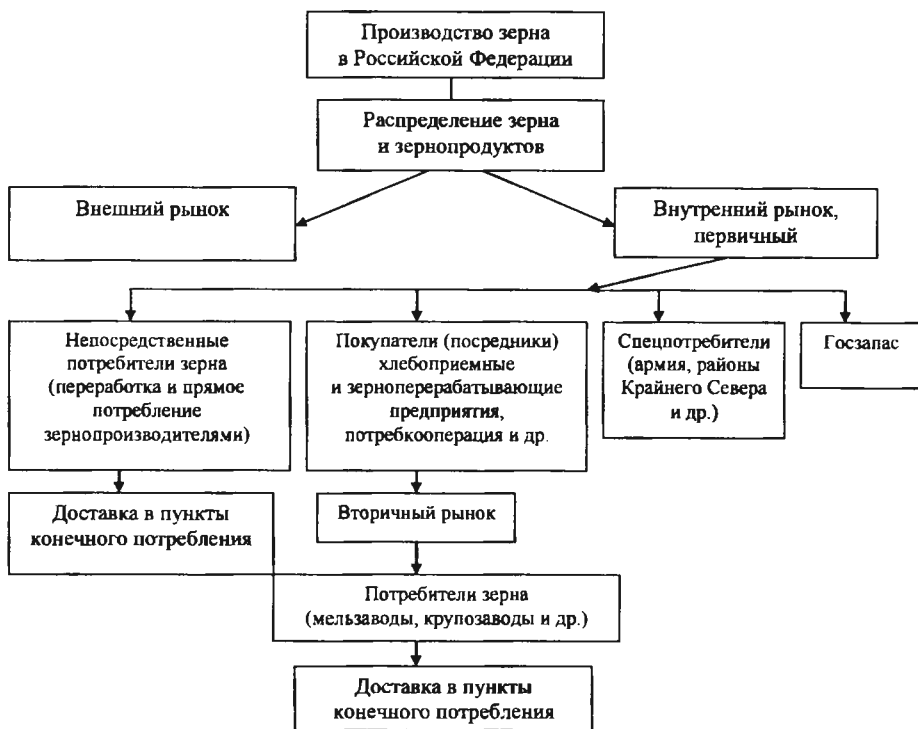 Производство зерна
в Российской Федерации
Распределение зерна
и зернопродуктов
Внешний рынок
Внутренний рынок,
первичный
Непосредственные
потребители зерна
(переработка и прямое
потребление
зернопроизводителями)
Покупатели (посредники)
хлебоприемные
и зерноперерабатывающие
предприятия,
потребкооперация и др.
Спецпотребители
(армия, районы
Крайнего Севера
и др.)
Госзапас
Доставка в пункты
конечного потребления
Вторичный рынок
Потребители зерна
(мельзаводы, крупозаводы и др.)
Доставка в пункты
конечного потребления